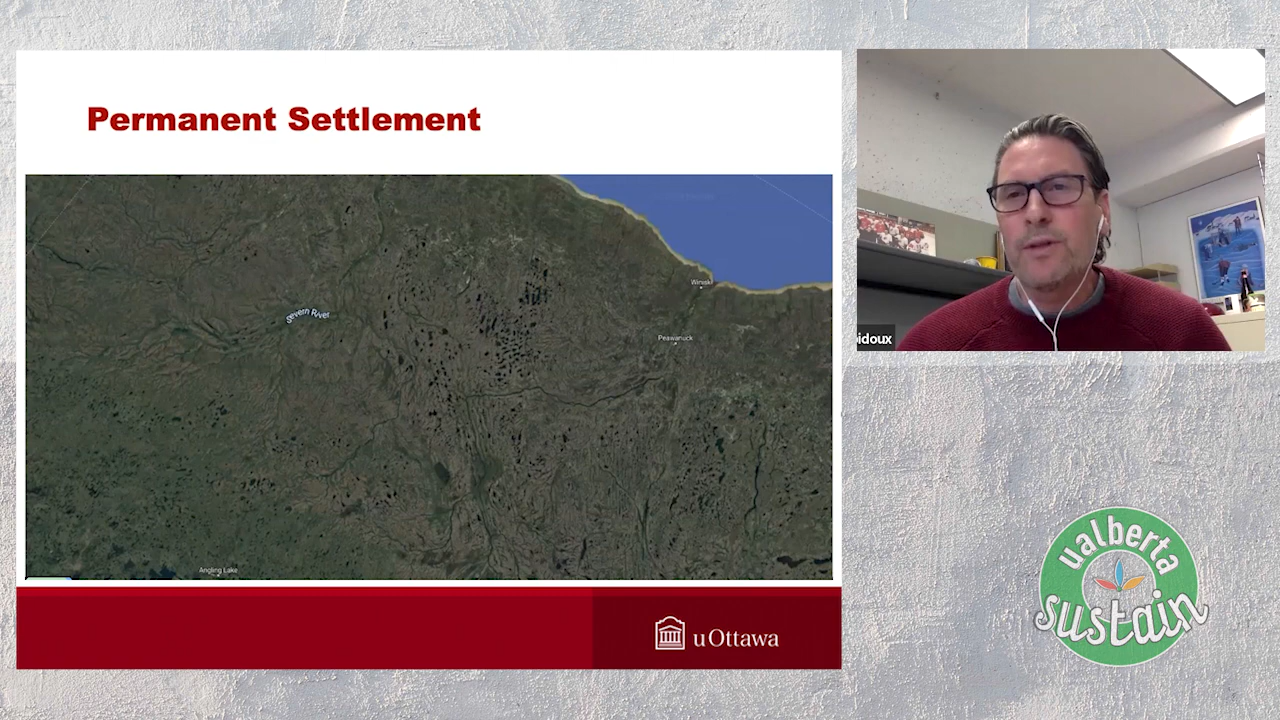 Permanent Settlement
Severn River
Winisk
Peawanuck
Angling Lake
uOttawa
idoux
ualberta
sustain